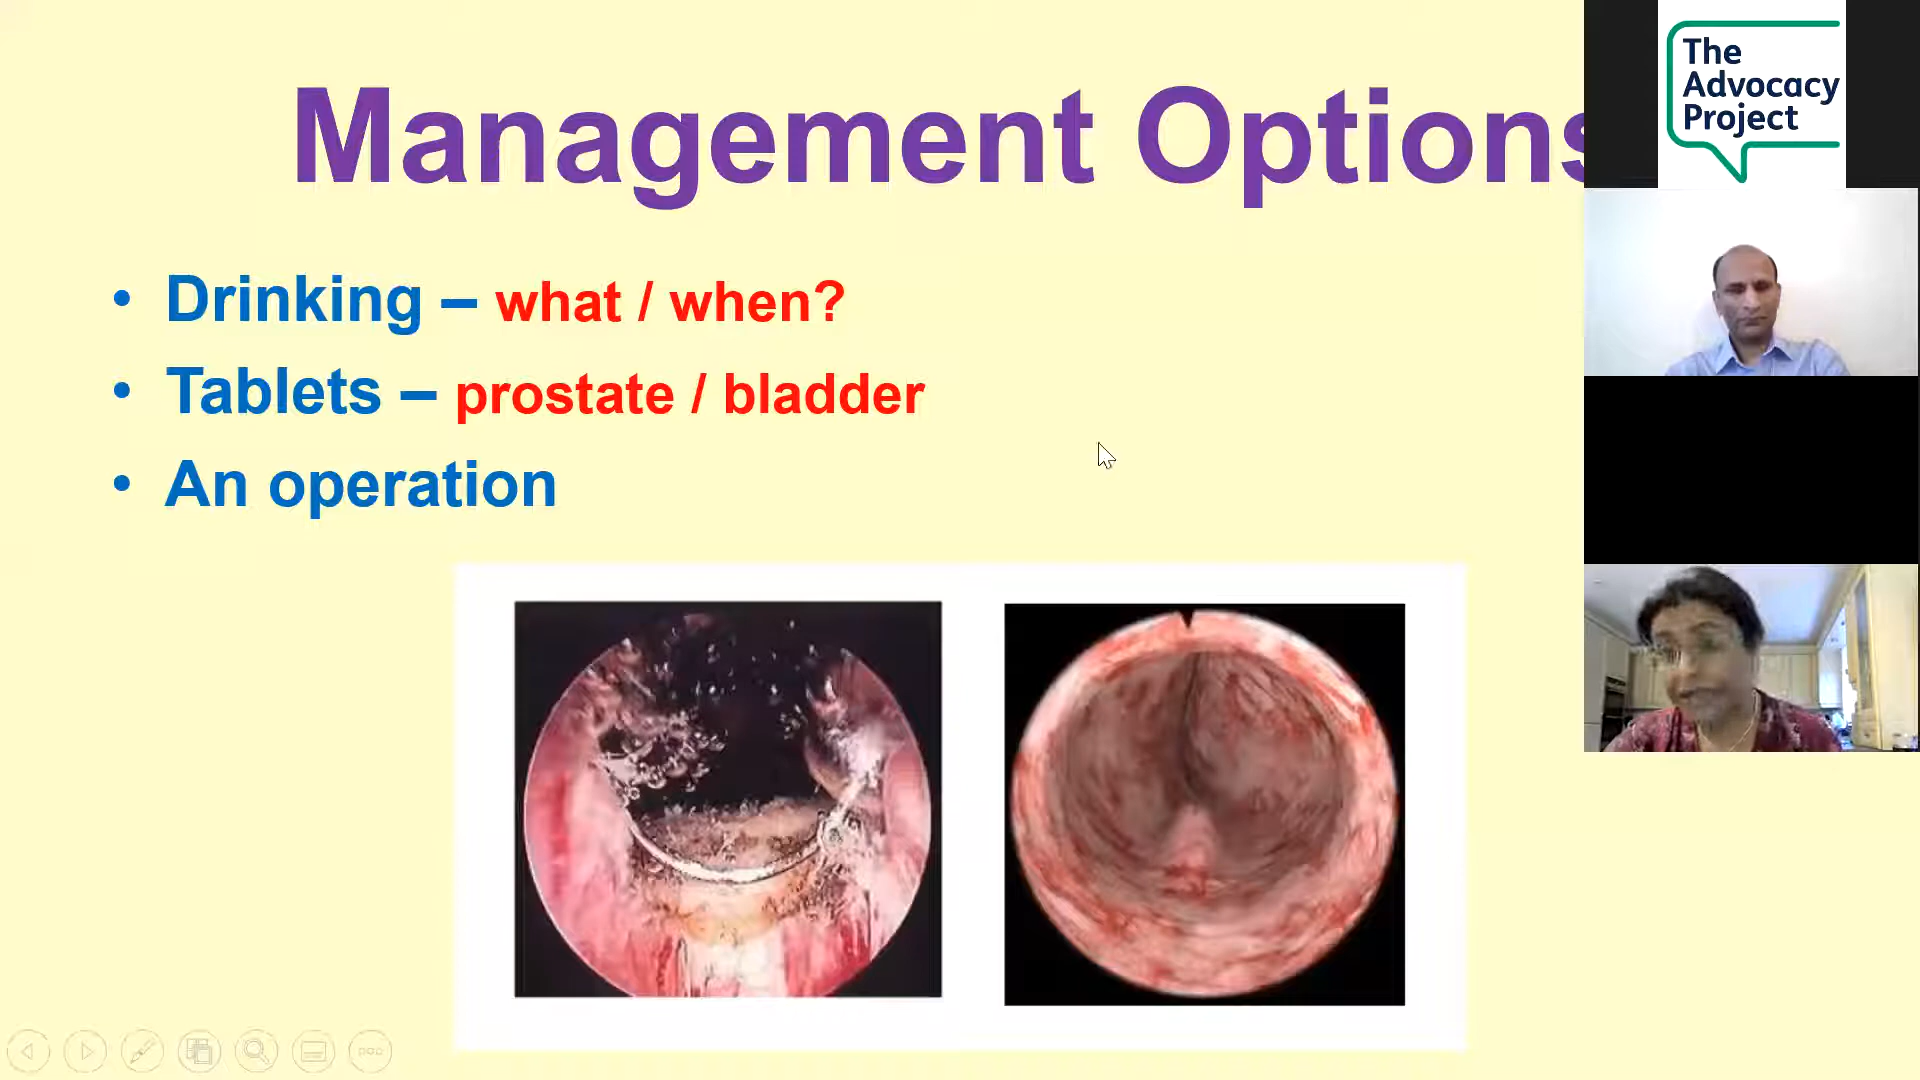 Management Options
• Drinking – what / when?
• Tablets – prostate / bladder
• An operation
The
Advocacy
Project